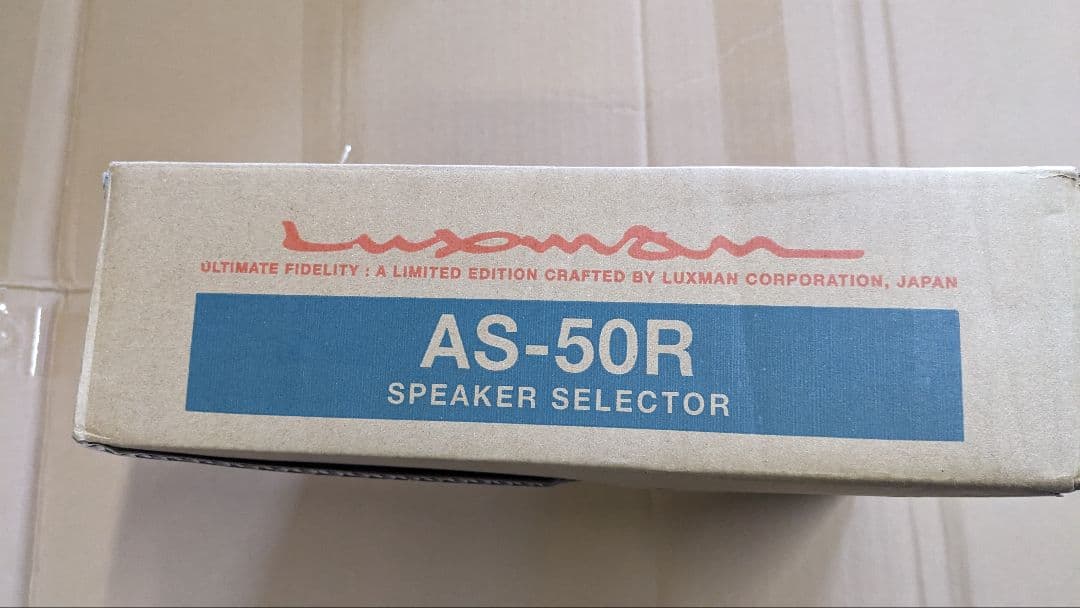 Luxman
ULTIMATE FIDELITY : A LIMITED EDITION CRAFTED BY LUXMAN CORPORATION, JAPAN
AS-50R
SPEAKER SELECTOR